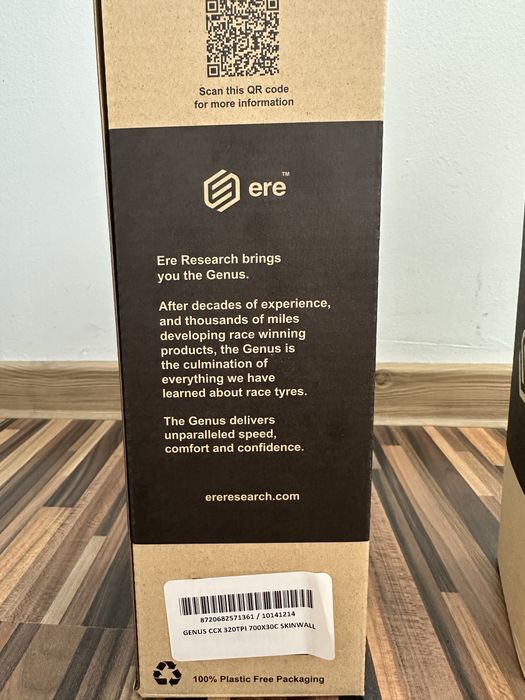 Scan this QR code
for more information
ere™
Ere Research brings
you the Genus.
After decades of experience,
and thousands of miles
developing race winning
products, the Genus is
the culmination of
everything we have
learned about race tyres.
The Genus delivers
unparalleled speed,
comfort and confidence.
ereresearch.com
8720682571361 / 10141214
GENUS CCX 320TPI 700X30C SKINWALL
100% Plastic Free Packaging